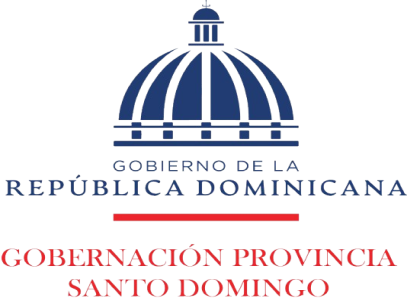 GOBIERNO DE LA
REPÚBLICA DOMINICANA
GOBERNACIÓN PROVINCIA
SANTO DOMINGO